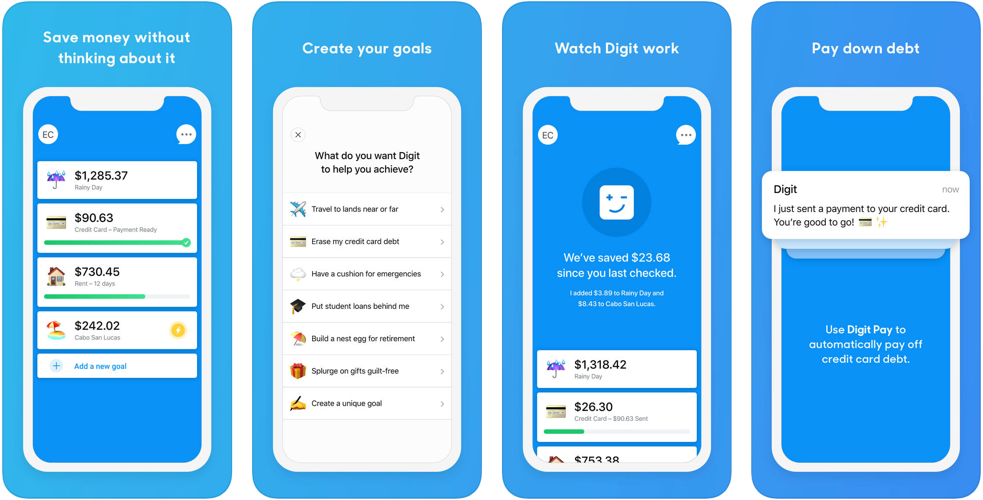 Save money without
thinking about it
EC
$1,285.37
Rainy Day
$90.63
Credit Card – Payment Ready
$730.45
Rent – 12 days
$242.02
Cabo San Lucas
Add a new goal
Create your goals
What do you want Digit
to help you achieve?
Travel to lands near or far
Erase my credit card debt
Have a cushion for emergencies
Put student loans behind me
Build a nest egg for retirement
Splurge on gifts guilt-free
Create a unique goal
Watch Digit work
EC
We've saved $23.68
since you last checked.
I added $3.89 to Rainy Day and
$8.43 to Cabo San Lucas.
$1,318.42
Rainy Day
$26.30
Credit Card – $90.63 Sent
$753.38
Pay down debt
Digit now
I just sent a payment to your credit card.
You're good to go! 💳 ✨
Use Digit Pay to
automatically pay off
credit card debt.